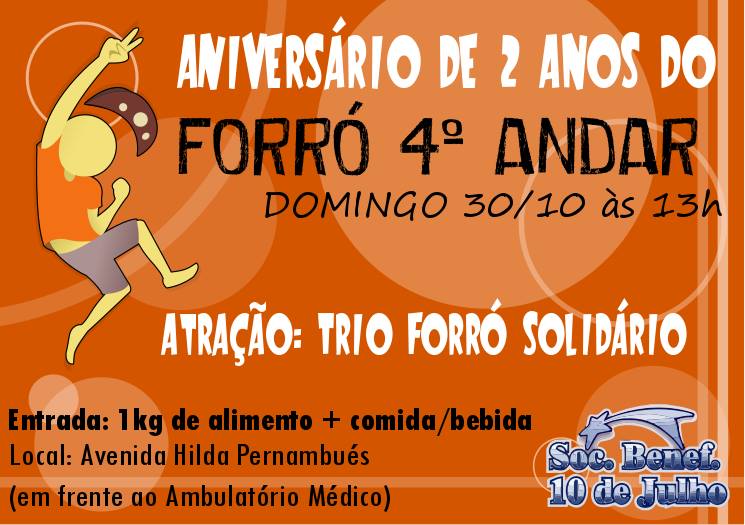 ANIVERSÁRIO DE 2 ANOS DO
FORRÓ 4º ANDAR
DOMINGO 30/10 às 13h
ATRAÇÃO: TRIO FORRÓ SOLIDÁRIO
Entrada: 1kg de alimento + comida/bebida
Local: Avenida Hilda Pernambués
(em frente ao Ambulatório Médico)
Soc. Benef.
10 de Julho